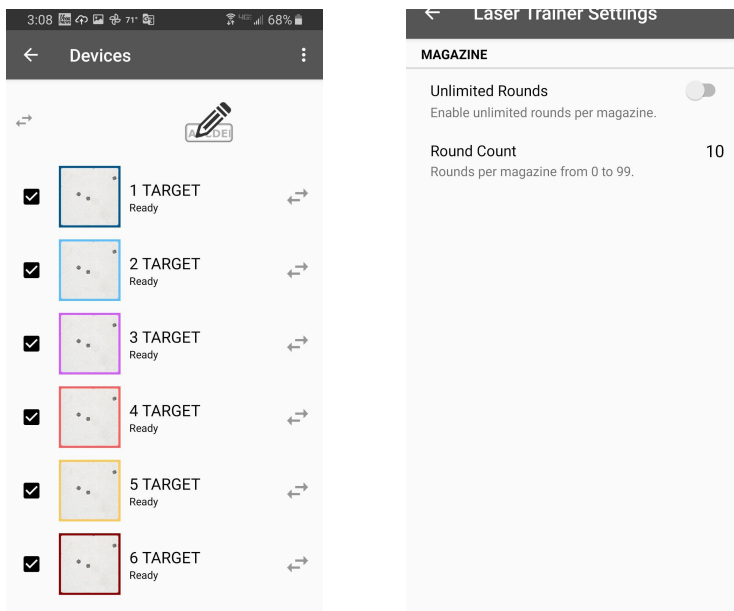 3:08 71° 4G 68%
Devices
1 TARGET
Ready
2 TARGET
Ready
3 TARGET
Ready
4 TARGET
Ready
5 TARGET
Ready
6 TARGET
Ready
Laser Trainer Settings
MAGAZINE
Unlimited Rounds
Enable unlimited rounds per magazine.
Round Count 10
Rounds per magazine from 0 to 99.